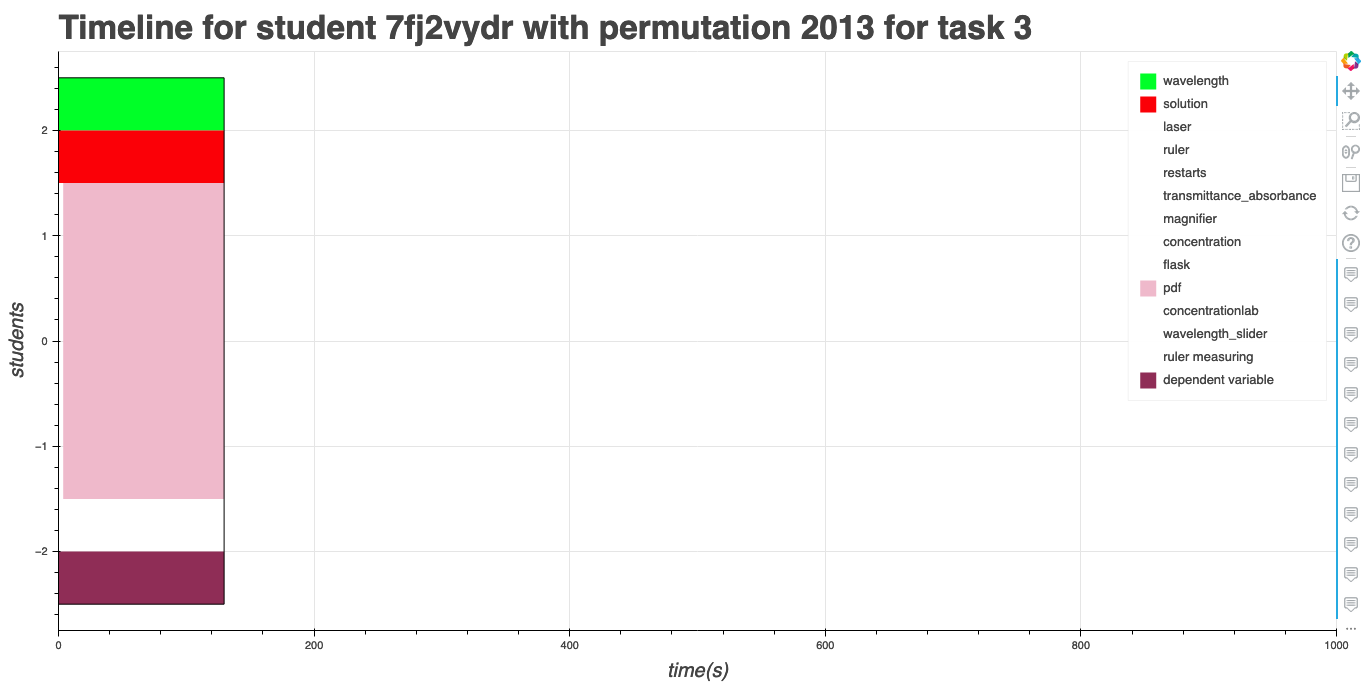 Timeline for student 7fj2vydr with permutation 2013 for task 3
wavelength
solution
laser
ruler
restarts
transmittance_absorbance
magnifier
concentration
flask
pdf
concentrationlab
wavelength_slider
ruler measuring
dependent variable
students
2
1
0
−1
−2
0 200 400 600 800 1000
time(s)